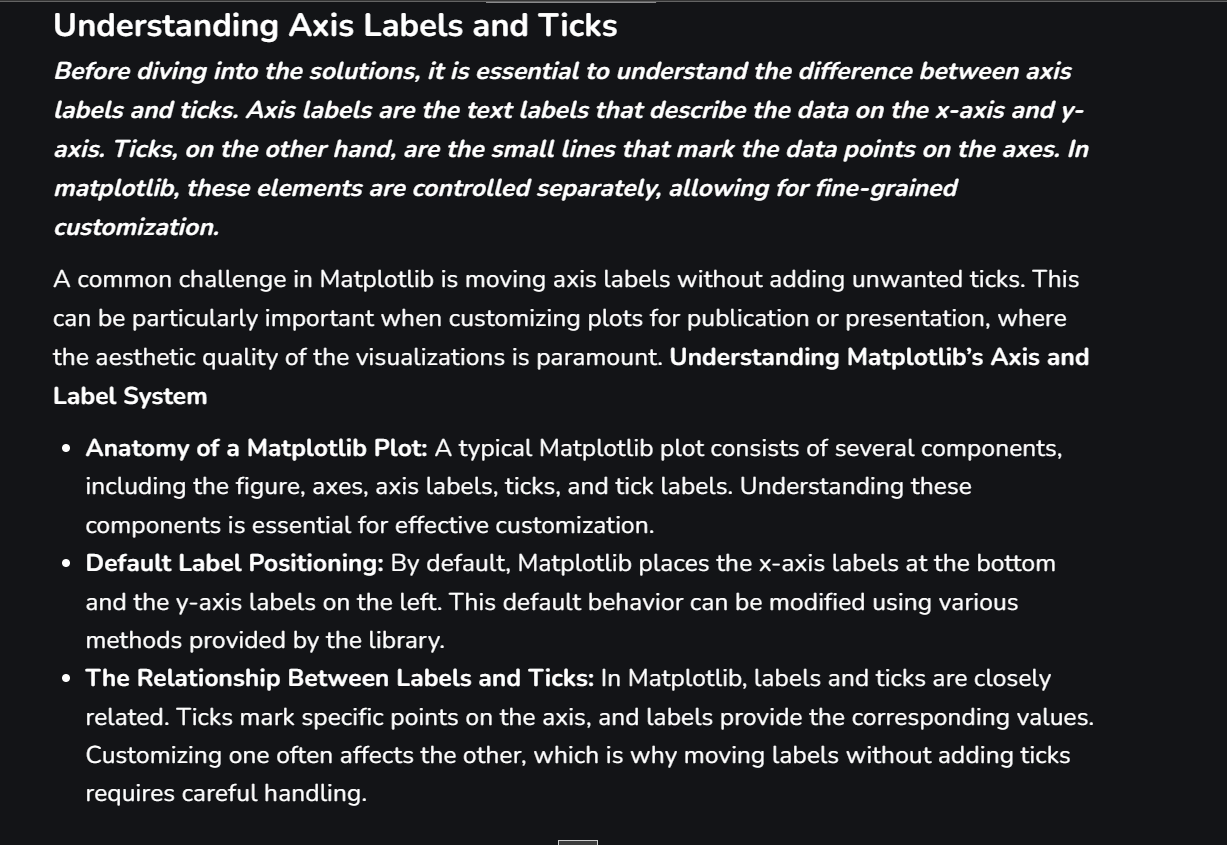 Understanding Axis Labels and Ticks
Before diving into the solutions, it is essential to understand the difference between axis
labels and ticks. Axis labels are the text labels that describe the data on the x-axis and y-
axis. Ticks, on the other hand, are the small lines that mark the data points on the axes. In
matplotlib, these elements are controlled separately, allowing for fine-grained
customization.
A common challenge in Matplotlib is moving axis labels without adding unwanted ticks. This
can be particularly important when customizing plots for publication or presentation, where
the aesthetic quality of the visualizations is paramount. Understanding Matplotlib’s Axis and
Label System
• Anatomy of a Matplotlib Plot: A typical Matplotlib plot consists of several components,
including the figure, axes, axis labels, ticks, and tick labels. Understanding these
components is essential for effective customization.
• Default Label Positioning: By default, Matplotlib places the x-axis labels at the bottom
and the y-axis labels on the left. This default behavior can be modified using various
methods provided by the library.
• The Relationship Between Labels and Ticks: In Matplotlib, labels and ticks are closely
related. Ticks mark specific points on the axis, and labels provide the corresponding values.
Customizing one often affects the other, which is why moving labels without adding ticks
requires careful handling.